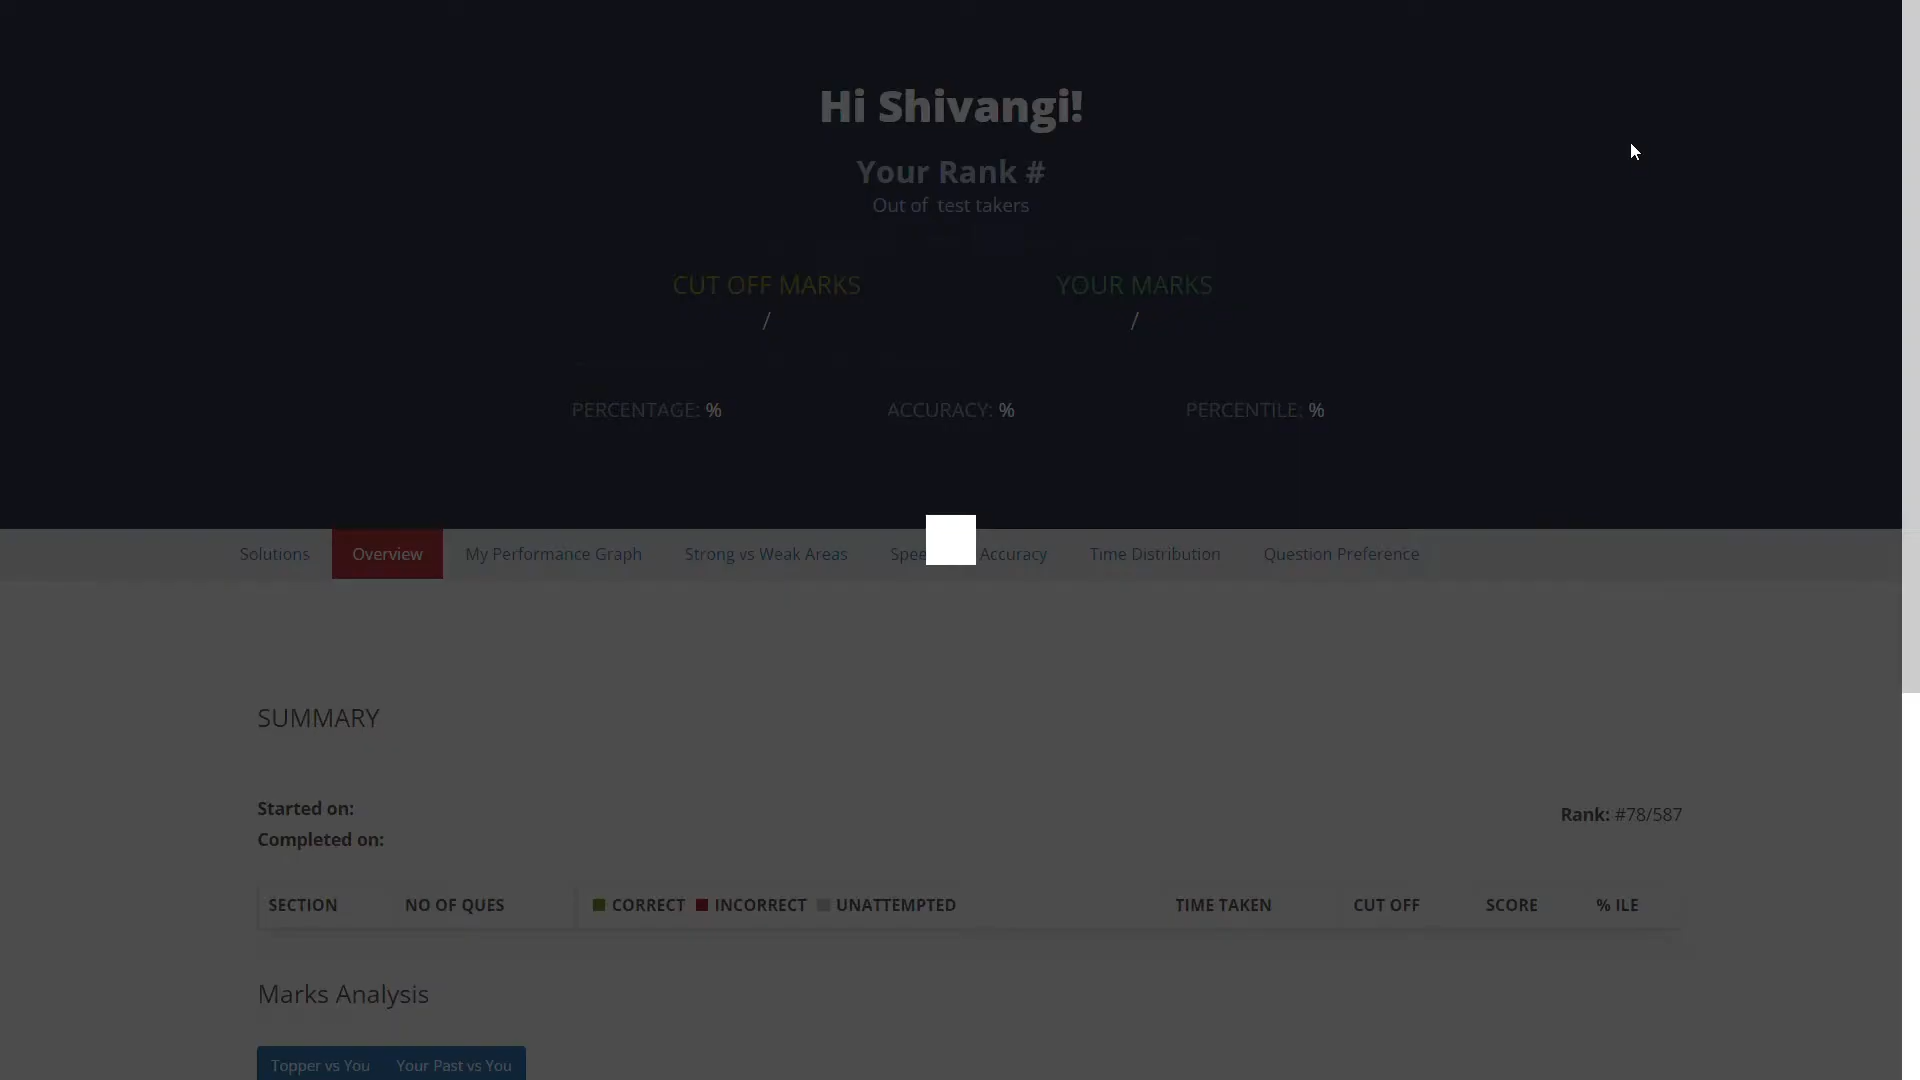 Hi Shivangi!
Your Rank #
Out of test takers
CUT OFF MARKS YOUR MARKS
/ /
PERCENTAGE: % ACCURACY: % PERCENTILE: %
Solutions Overview My Performance Graph Strong vs Weak Areas Accuracy Time Distribution Question Preference
SUMMARY
Started on:
Completed on:
Rank: #78/587
SECTION NO OF QUES CORRECT INCORRECT UNATTEMPTED TIME TAKEN CUT OFF SCORE % ILE
Marks Analysis
Topper vs You Your Past vs You